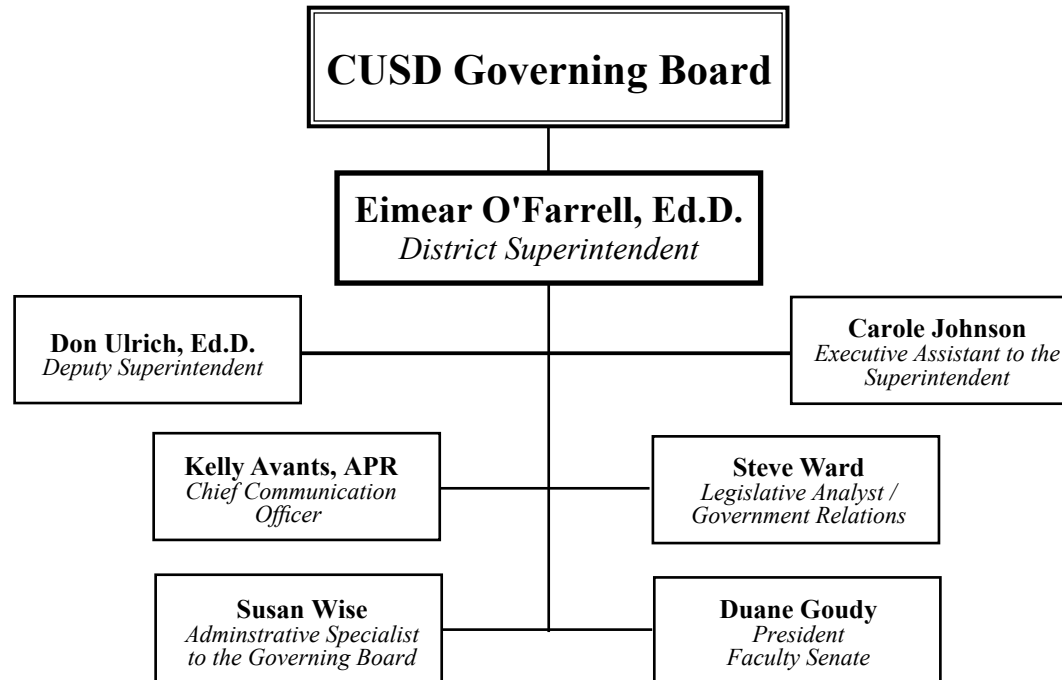 CUSD Governing Board
Eimear O'Farrell, Ed.D.
District Superintendent
Don Ulrich, Ed.D.
Deputy Superintendent
Carole Johnson
Executive Assistant to the
Superintendent
Kelly Avants, APR
Chief Communication
Officer
Steve Ward
Legislative Analyst /
Government Relations
Susan Wise
Adminstrative Specialist
to the Governing Board
Duane Goudy
President
Faculty Senate